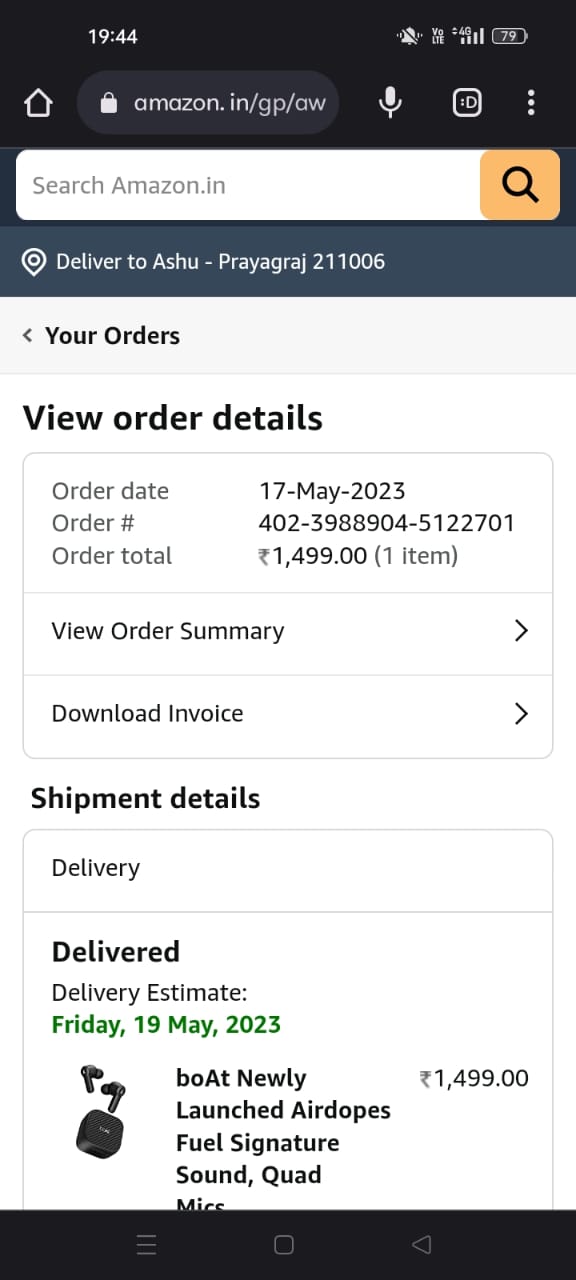 19:44
Vo LTE 4G 79
amazon.in/gp/aw
:D
Search Amazon.in
Deliver to Ashu - Prayagraj 211006
Your Orders
View order details
Order date 17-May-2023
Order # 402-3988904-5122701
Order total ₹1,499.00 (1 item)
View Order Summary
Download Invoice
Shipment details
Delivery
Delivered
Delivery Estimate:
Friday, 19 May, 2023
boAt Newly ₹1,499.00
Launched Airdopes
Fuel Signature
Sound, Quad
Mics